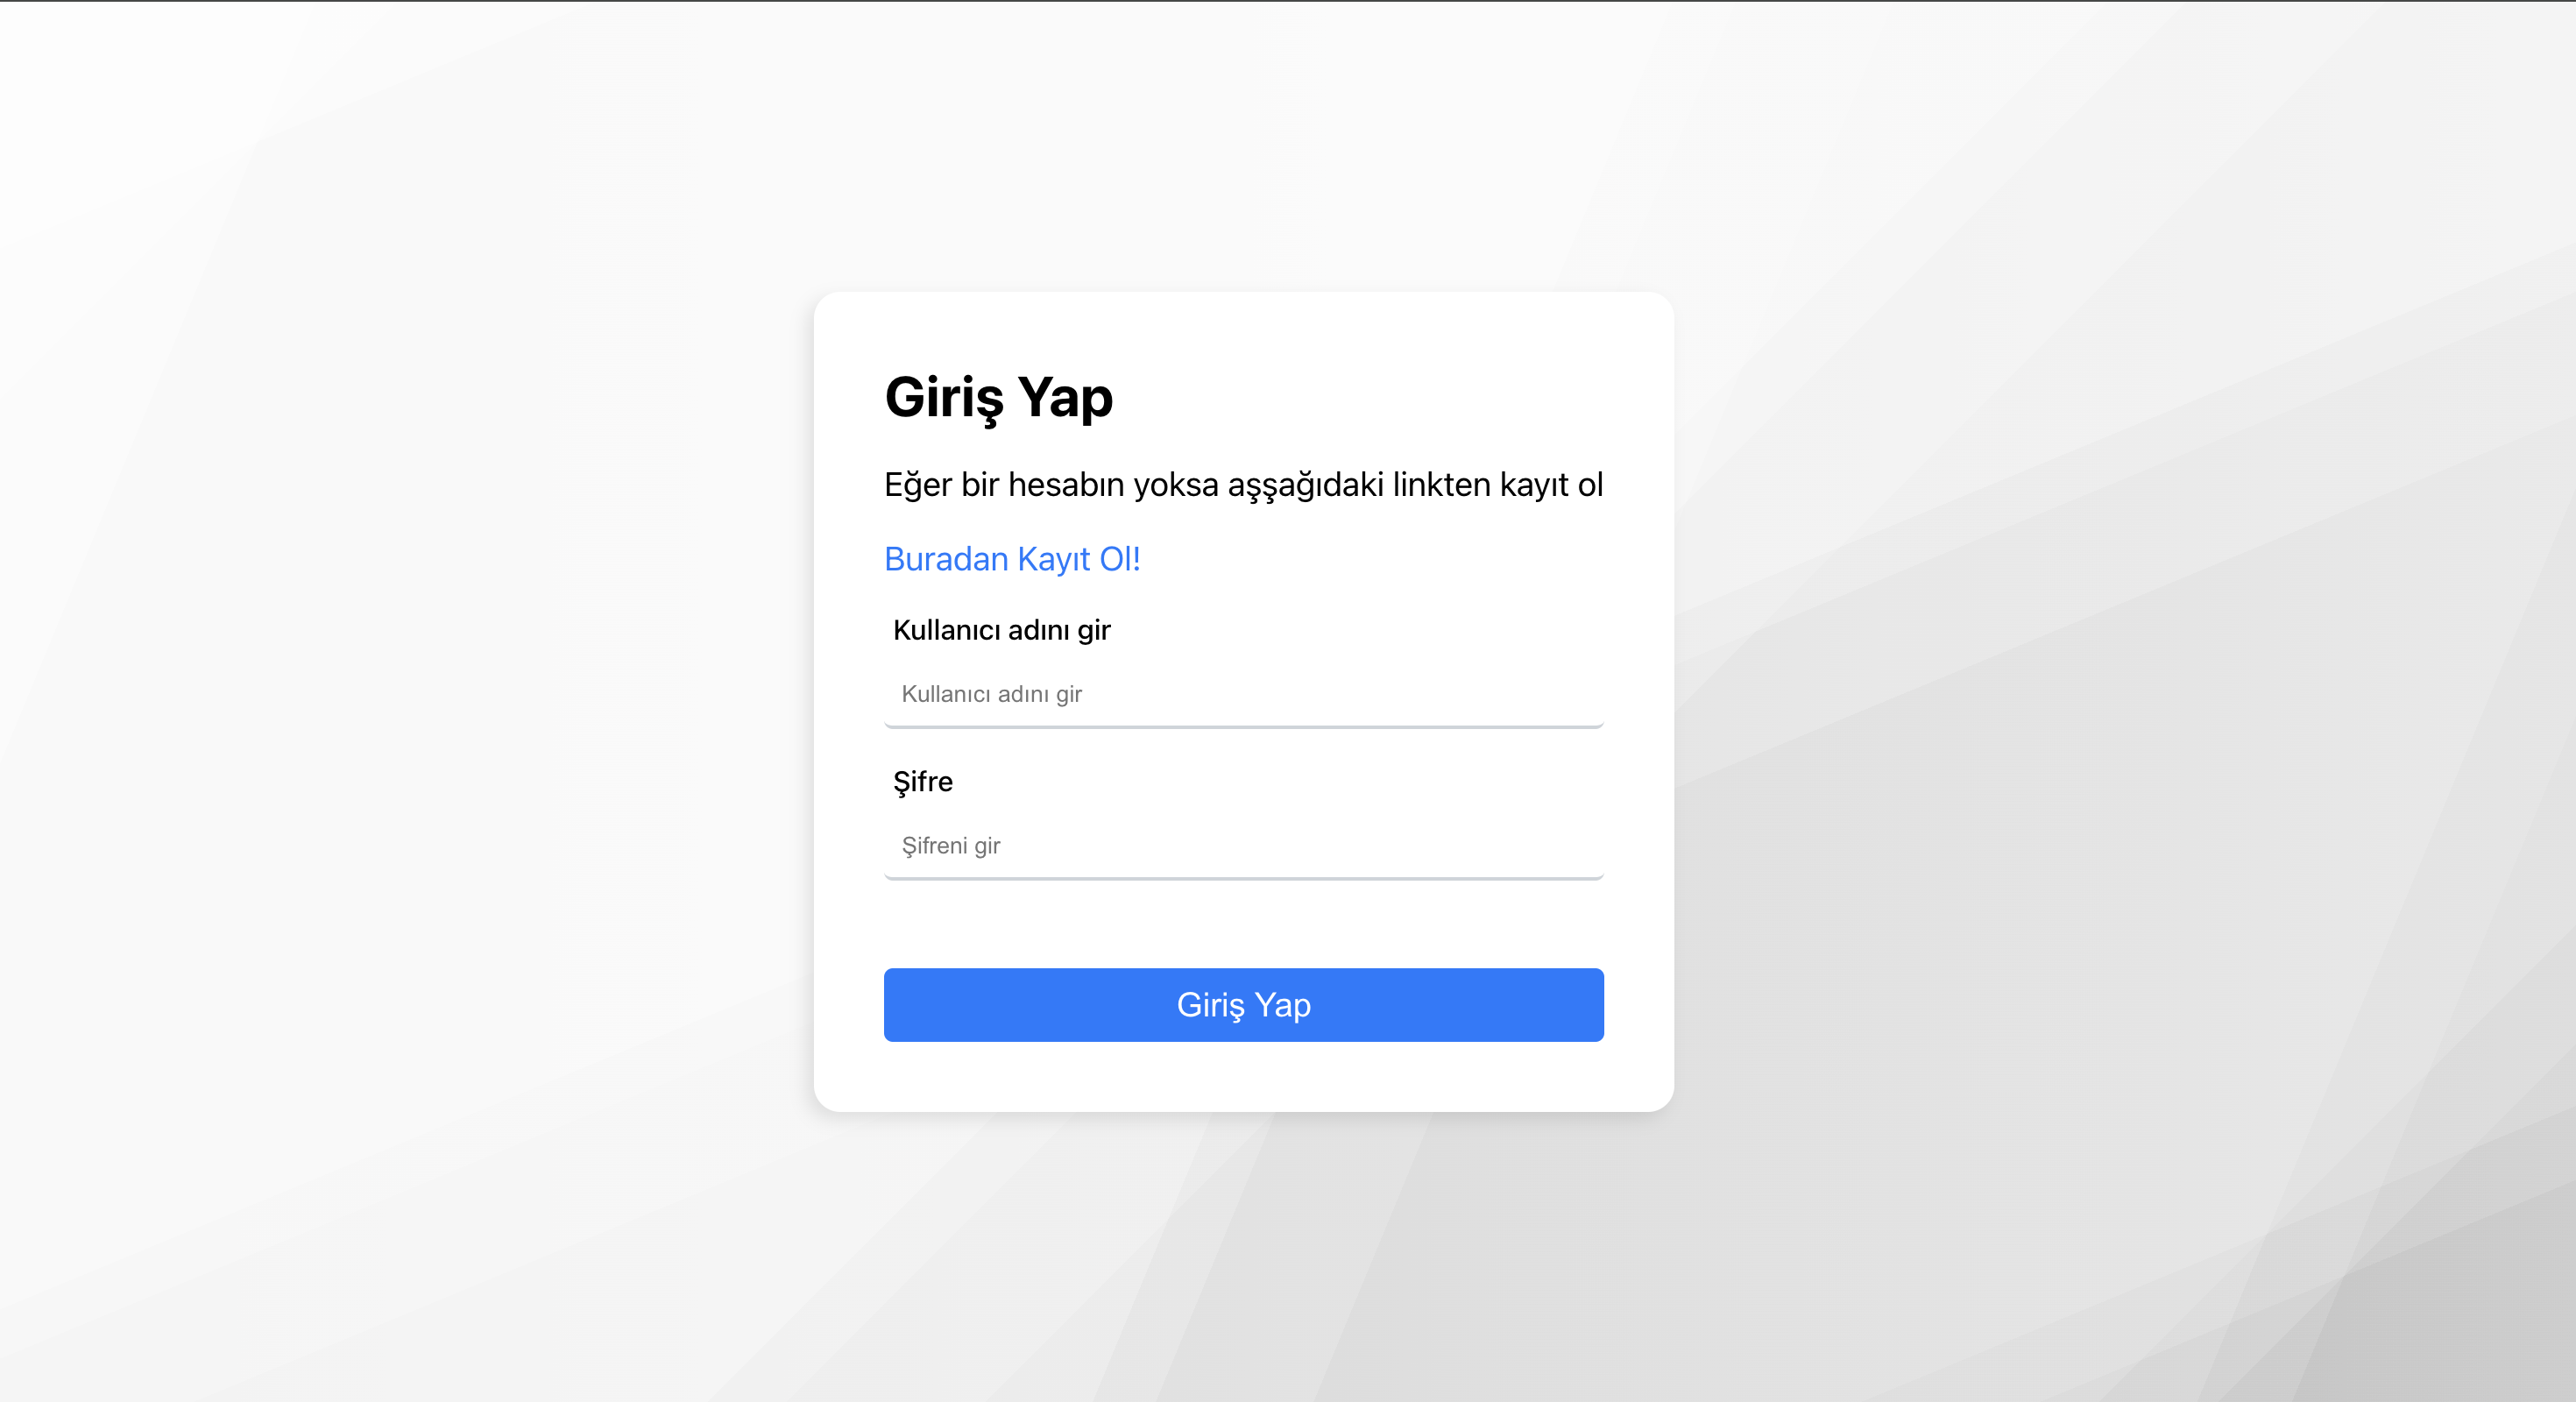 Giriş Yap
Eğer bir hesabın yoksa aşşağıdaki linkten kayıt ol
Buradan Kayıt Ol!
Kullanıcı adını gir
Kullanıcı adını gir
Şifre
Şifreni gir
Giriş Yap